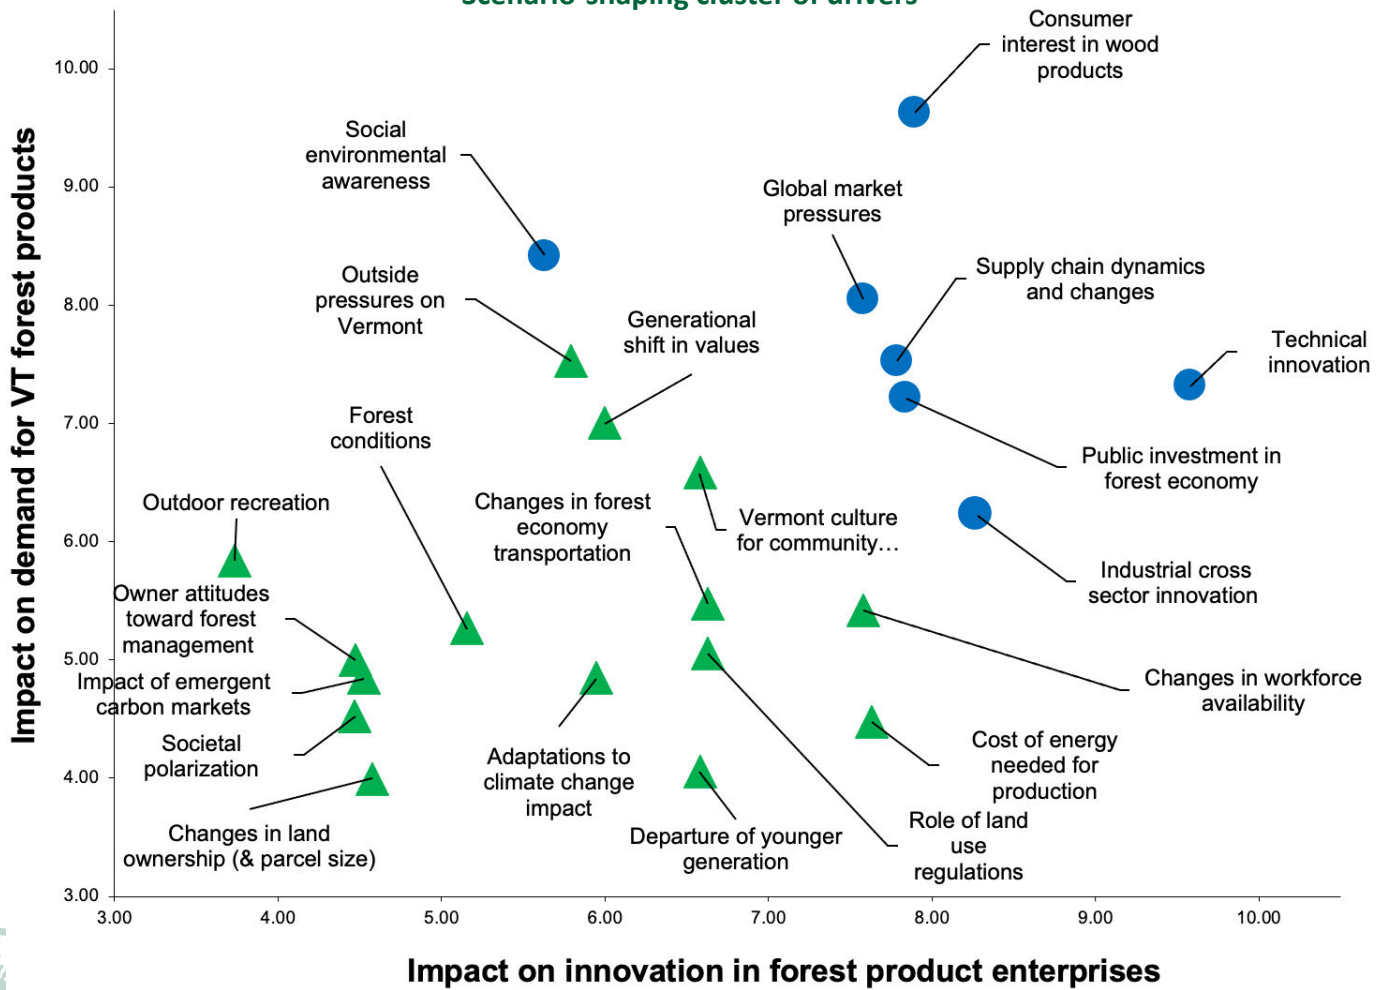 Scenario-shaping cluster of drivers
Impact on demand for VT forest products
10.00
9.00
8.00
7.00
6.00
5.00
4.00
3.00
Consumer
interest in wood
products
Social
environmental
awareness
Global market
pressures
Supply chain dynamics
and changes
Outside
pressures on
Vermont
Generational
shift in values
Technical
innovation
Forest
conditions
Public investment in
forest economy
Outdoor recreation
Changes in forest
economy
transportation
Vermont culture
for community…
Industrial cross
sector innovation
Owner attitudes
toward forest
management
Impact of emergent
carbon markets
Changes in workforce
availability
Societal
polarization
Adaptations to
climate change
impact
Cost of energy
needed for
production
Changes in land
ownership (& parcel size)
Departure of younger
generation
Role of land
use
regulations
3.00
4.00
5.00
6.00
7.00
8.00
9.00
10.00
Impact on innovation in forest product enterprises